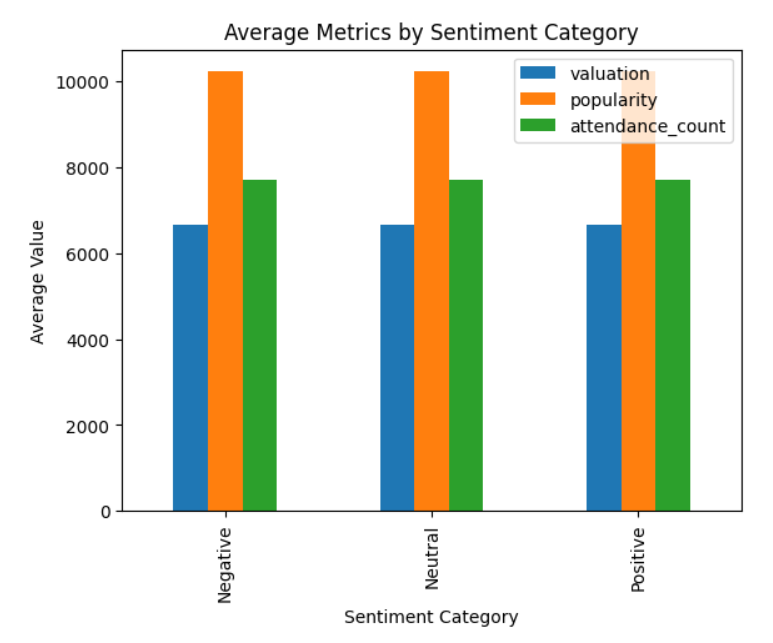 Average Metrics by Sentiment Category
valuation
popularity
attendance_count
10000
8000
6000
4000
2000
0
Average Value
Negative
Neutral
Positive
Sentiment Category